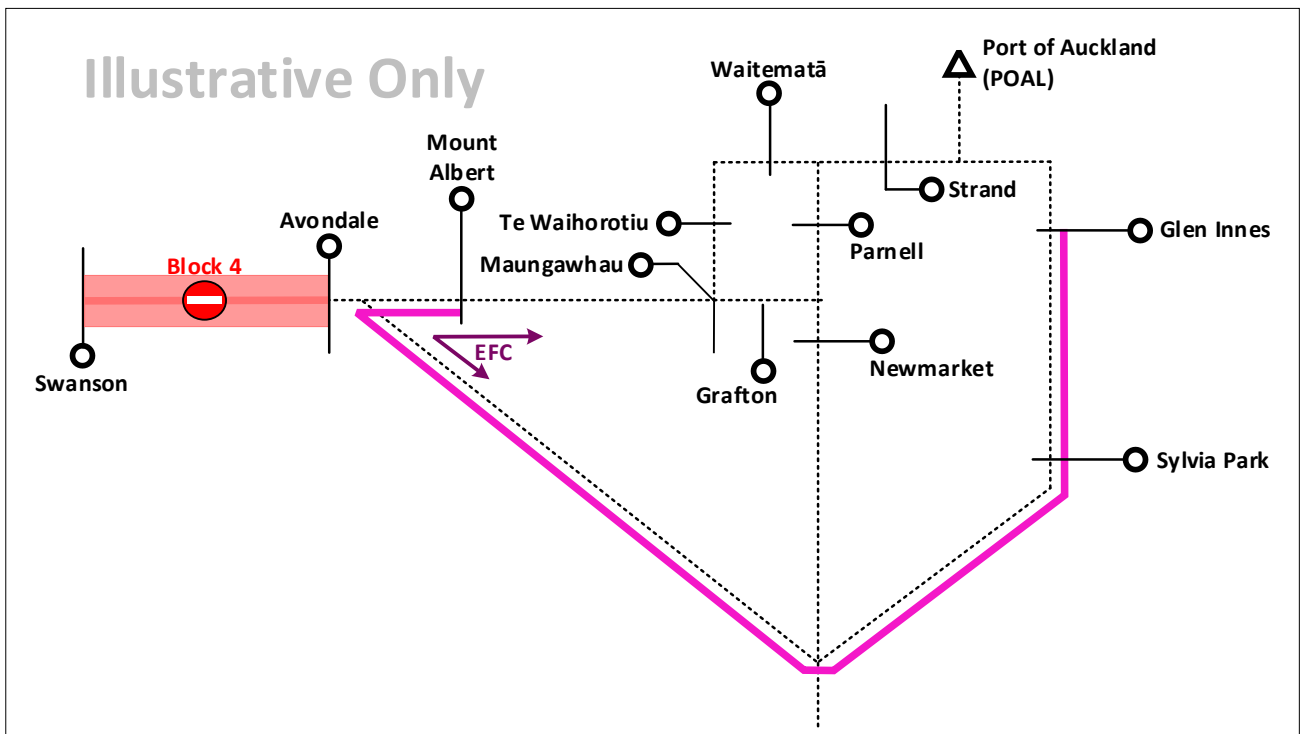 Illustrative Only
Port of Auckland
(POAL)
Waitematā
Mount
Albert
Strand
Avondale
Te Waihorotiu
Parnell
Glen Innes
Block 4
Maungawhau
EFC
Swanson
Grafton
Newmarket
Sylvia Park